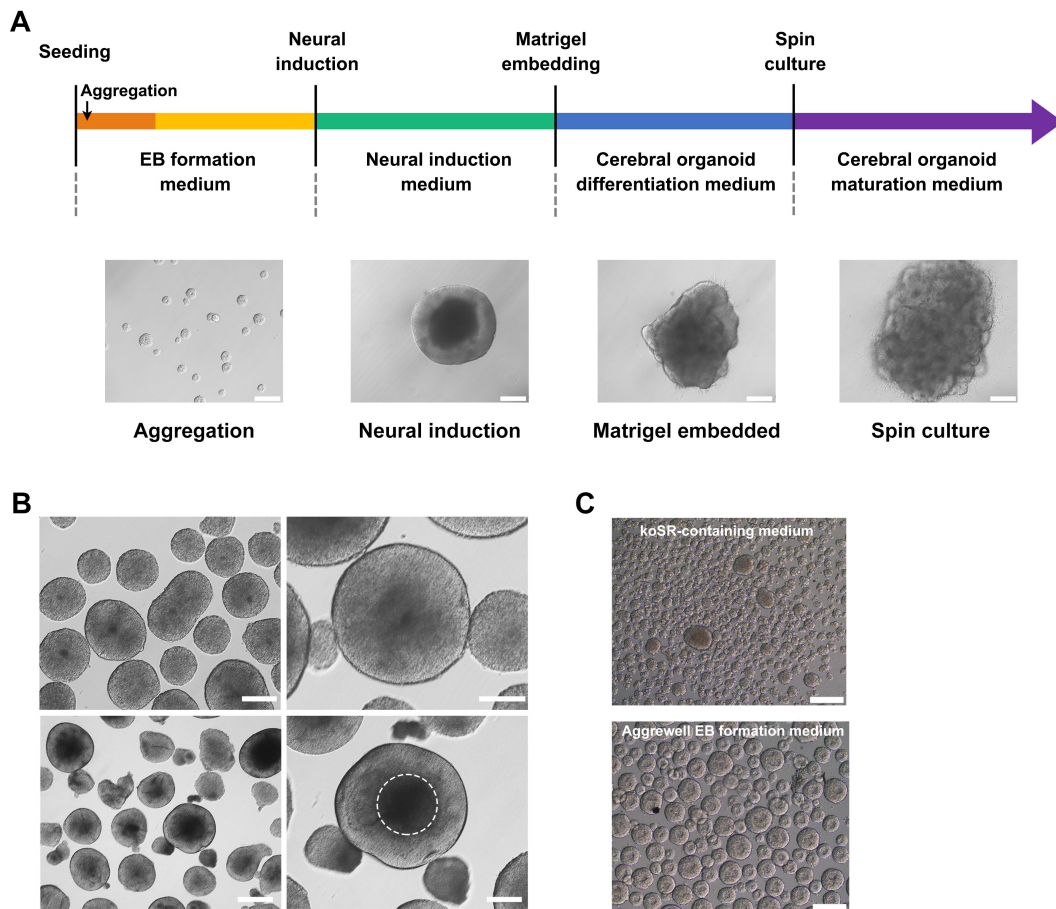 A
Seeding
Aggregation
Neural
induction
Matrigel
embedding
Spin
culture
EB formation
medium
Neural induction
medium
Cerebral organoid
differentiation medium
Cerebral organoid
maturation medium
Aggregation
Neural induction
Matrigel embedded
Spin culture
B
C
koSR-containing medium
Aggrewell EB formation medium